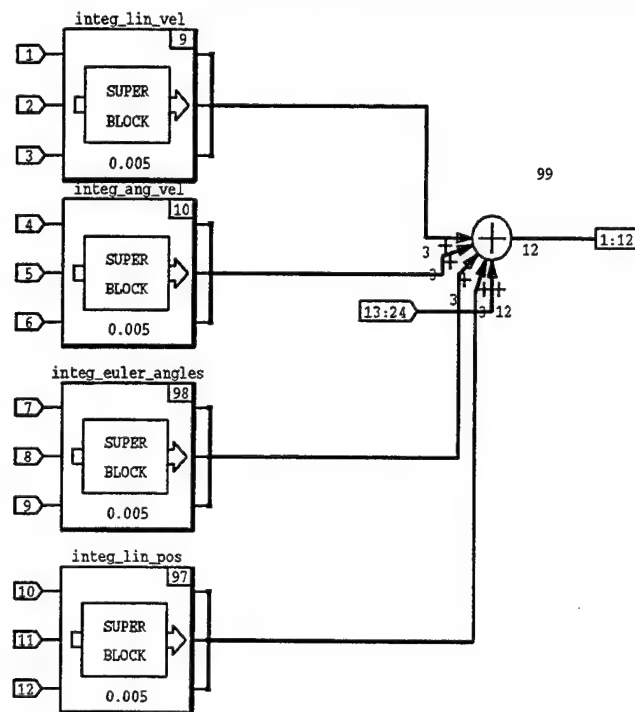 integ_lin_vel
9
1
2
3
SUPER
BLOCK
0.005
integ_ang_vel
10
4
5
6
SUPER
BLOCK
0.005
99
3
3
3
3
12
12
1:12
13:24
integ_euler_angles
98
7
8
9
SUPER
BLOCK
0.005
integ_lin_pos
97
10
11
12
SUPER
BLOCK
0.005